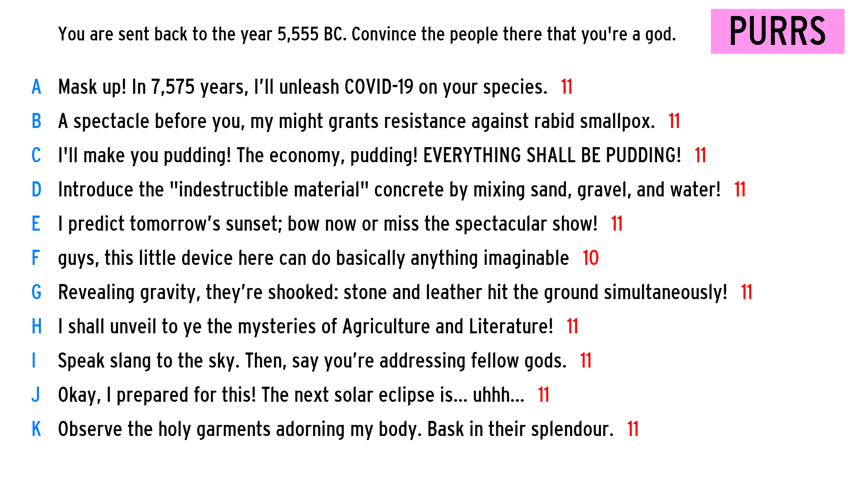 You are sent back to the year 5,555 BC. Convince the people there that you're a god.
PURRS
A Mask up! In 7,575 years, I'll unleash COVID-19 on your species. 11
B A spectacle before you, my might grants resistance against rabid smallpox. 11
C I'll make you pudding! The economy, pudding! EVERYTHING SHALL BE PUDDING! 11
D Introduce the "indestructible material" concrete by mixing sand, gravel, and water! 11
E I predict tomorrow's sunset; bow now or miss the spectacular show! 11
F guys, this little device here can do basically anything imaginable 10
G Revealing gravity, they're shooked: stone and leather hit the ground simultaneously! 11
H I shall unveil to ye the mysteries of Agriculture and Literature! 11
I Speak slang to the sky. Then, say you're addressing fellow gods. 11
J Okay, I prepared for this! The next solar eclipse is... uhhh... 11
K Observe the holy garments adorning my body. Bask in their splendour. 11